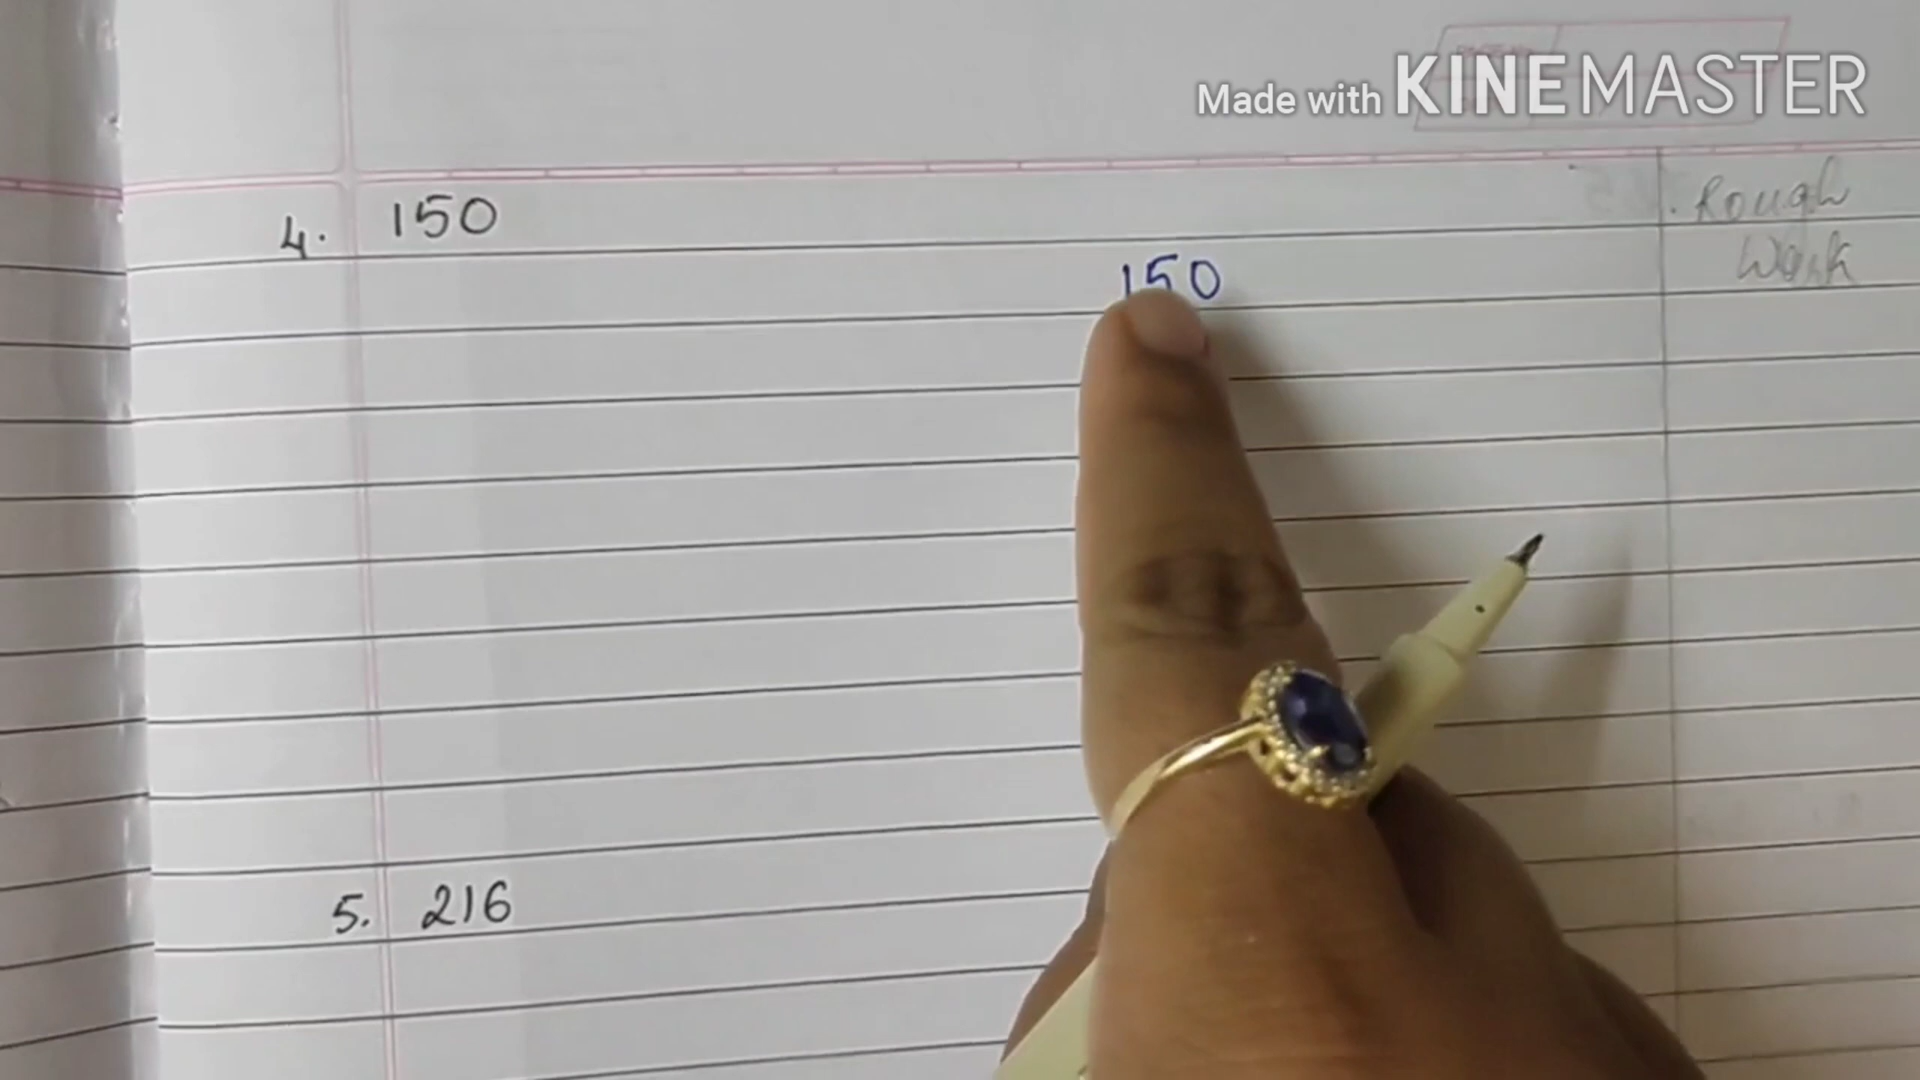 Made with KINEMASTER
4. 150
150
Rough
Work
5. 216